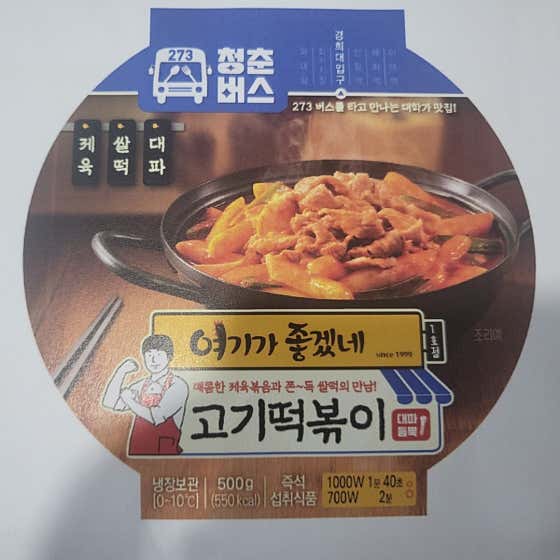 273
청춘
버스
경희대입구
273 버스를 타고 만나는 대학가 맛집!
제육
쌀떡
대파
여기가 좋겠네
since 1999
1호점
조리예
매콤한 제육볶음과 쫀~득 쌀떡의 만남!
고기떡볶이
대파
듬뿍!
냉장보관
[0~10℃]
500g
(550 kcal)
즉석
섭취식품
1000W 1분 40초
700W 2분